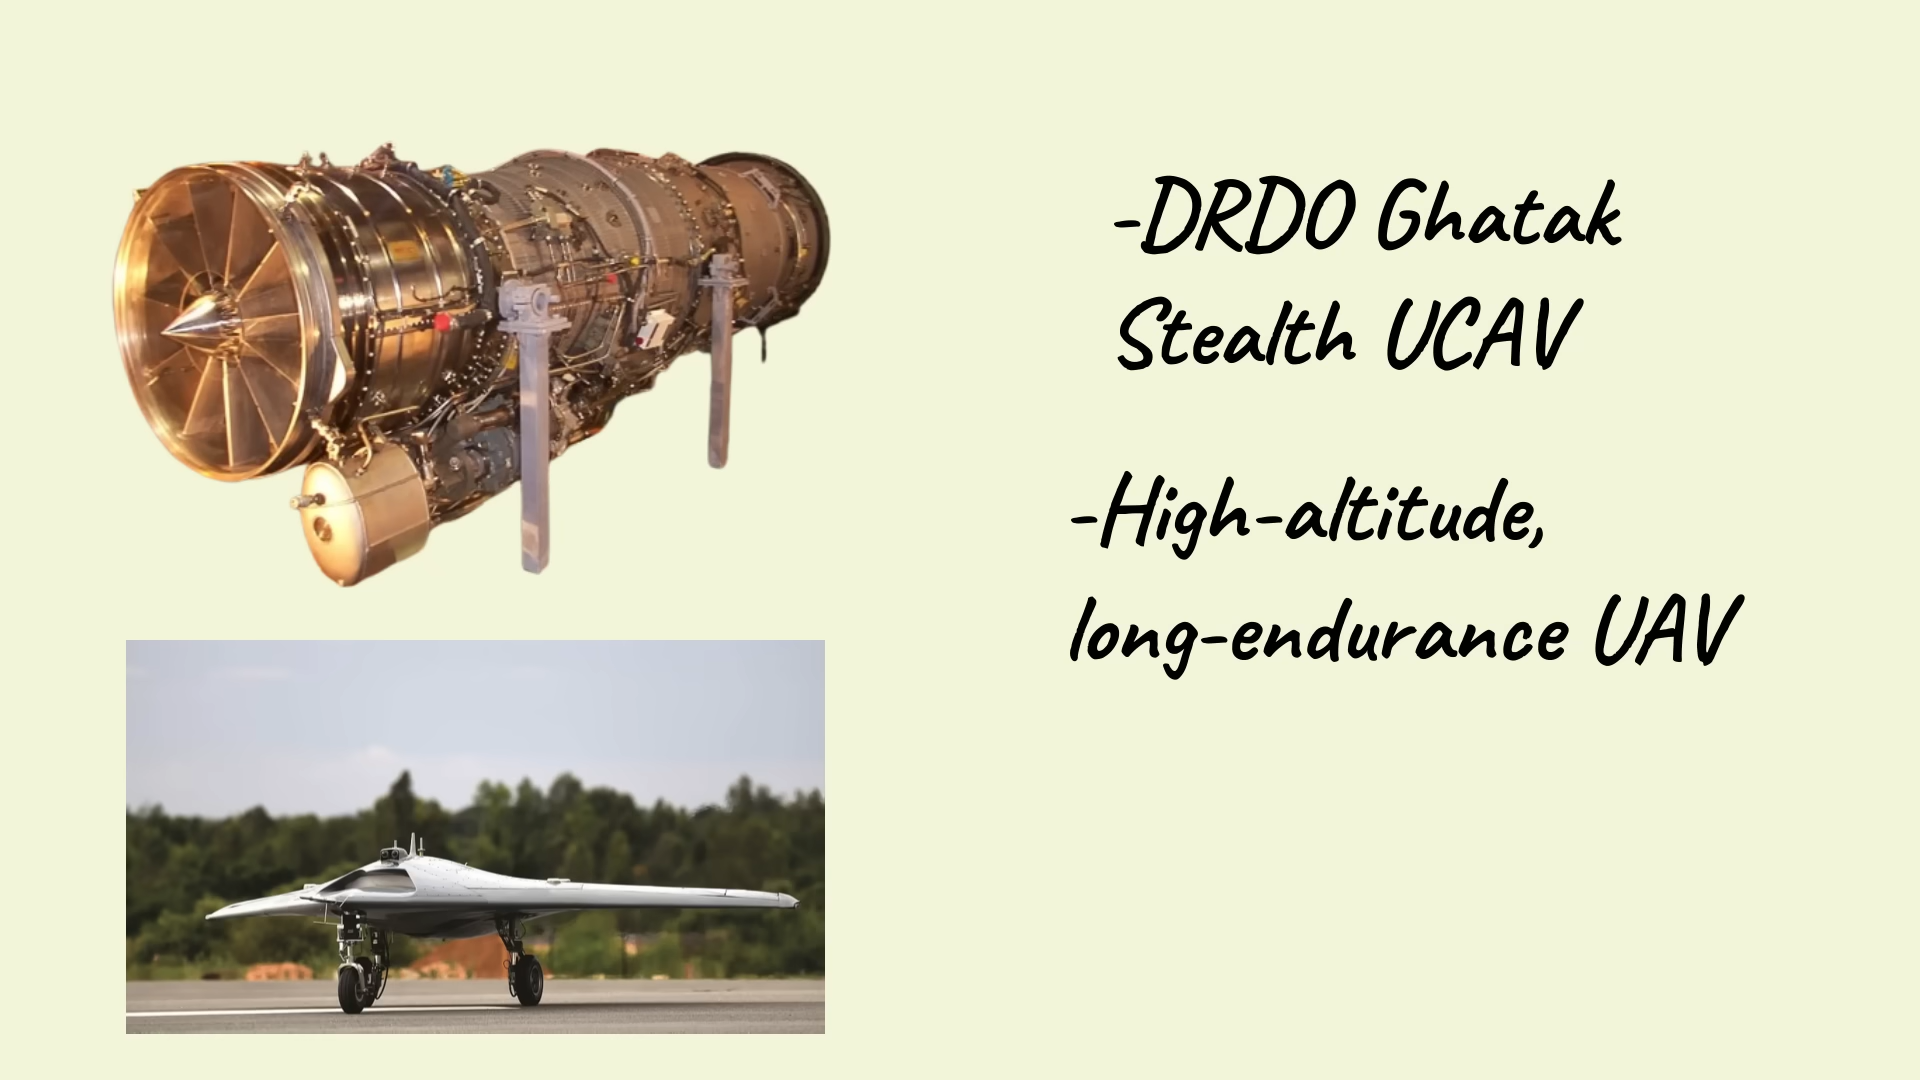 -DRDO Ghatak
Stealth UCAV
-High-altitude,
long-endurance UAV